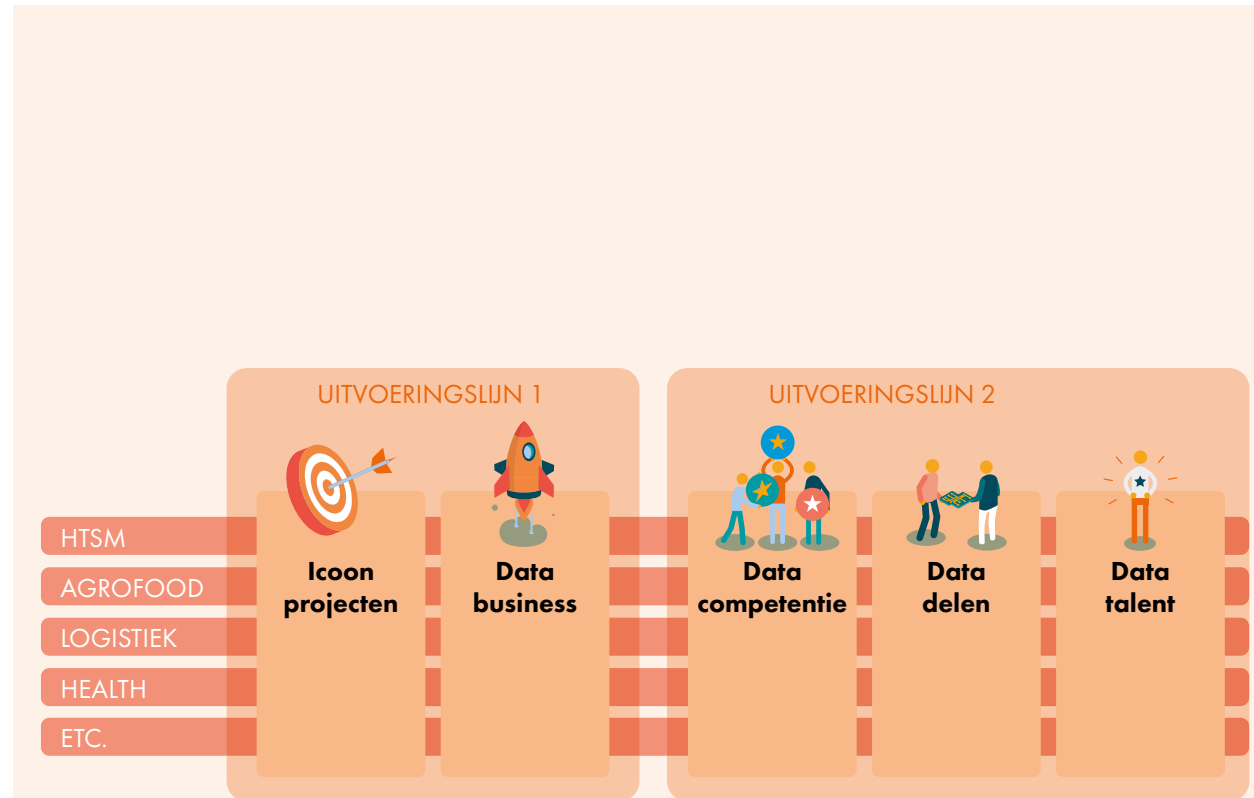 UITVOERINGSLIJN 1
UITVOERINGSLIJN 2
HTSM
AGROFOOD
LOGISTIEK
HEALTH
ETC.
Icoon
projecten
Data
business
Data
competentie
Data
delen
Data
talent